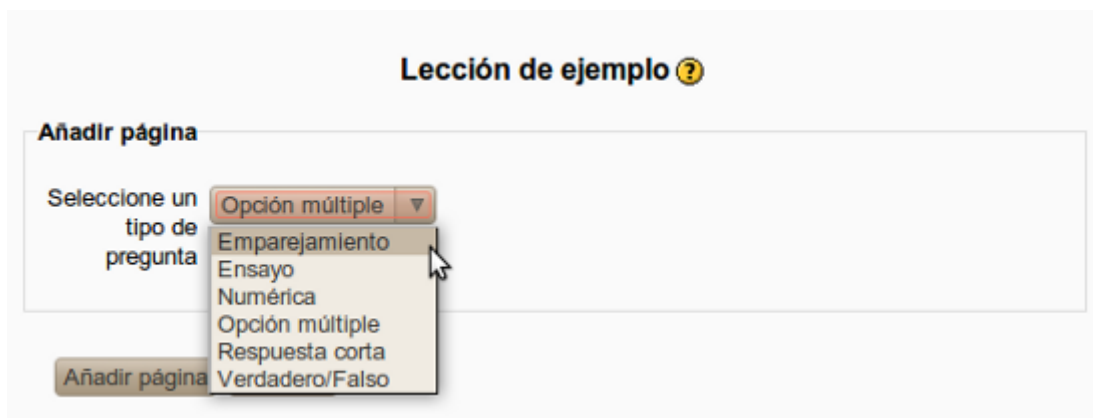 Lección de ejemplo
Añadir página
Seleccione un
tipo de
pregunta
Opción múltiple
Emparejamiento
Ensayo
Numérica
Opción múltiple
Respuesta corta
Verdadero/Falso
Añadir página